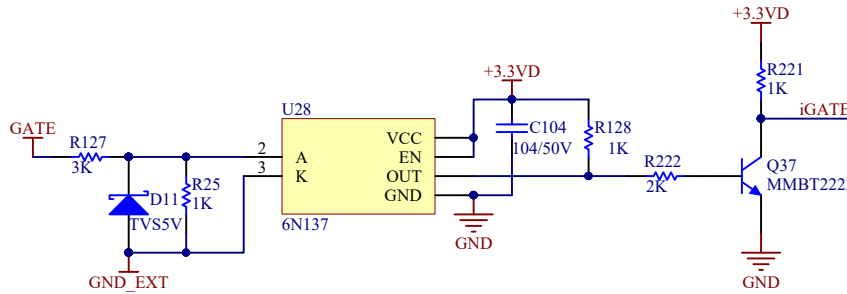 +3.3VD
+3.3VD
U28
R221
1K
iGATE
GATE
R127
3K
2
3
A
K
VCC
EN
OUT
GND
C104
104/50V
R128
1K
R222
2K
Q37
MMBT2222
D11
TVS5V
R25
1K
6N137
GND
GND_EXT
GND